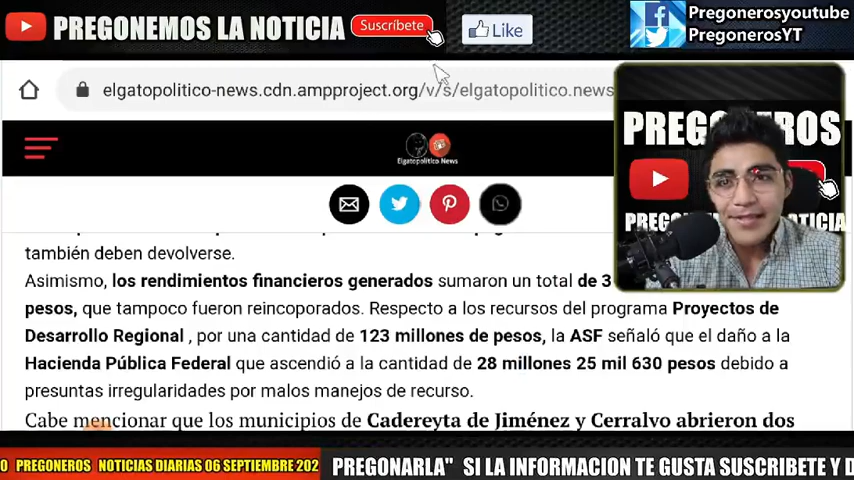 PREGONEMOS LA NOTICIA
Suscríbete
Like
Pregonerosyoutube
PregonerosYT
elgatopolitico-news.cdn.ampproject.org/v/s/elgatopolitico.news
Elgatopolitico News
PREGONEROS
también deben devolverse.
Asimismo, los rendimientos financieros generados sumaron un total de 3
pesos, que tampoco fueron reincoporados. Respecto a los recursos del programa Proyectos de
Desarrollo Regional , por una cantidad de 123 millones de pesos, la ASF señaló que el daño a la
Hacienda Pública Federal que ascendió a la cantidad de 28 millones 25 mil 630 pesos debido a
presuntas irregularidades por malos manejos de recurso.
Cabe mencionar que los municipios de Cadereyta de Jiménez y Cerralvo abrieron dos
O PREGONEROS NOTICIAS DIARIAS 06 SEPTIEMBRE 202
PREGONARLA" SI LA INFORMACION TE GUSTA SUSCRIBETE Y D